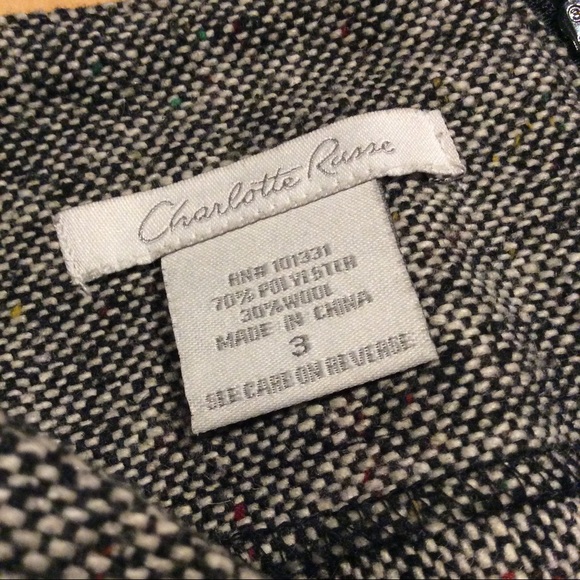 Charlotte Russe
RN# 101331
70% POLYESTER
30% WOOL
MADE IN CHINA
3
SEE CARE ON REVERSE